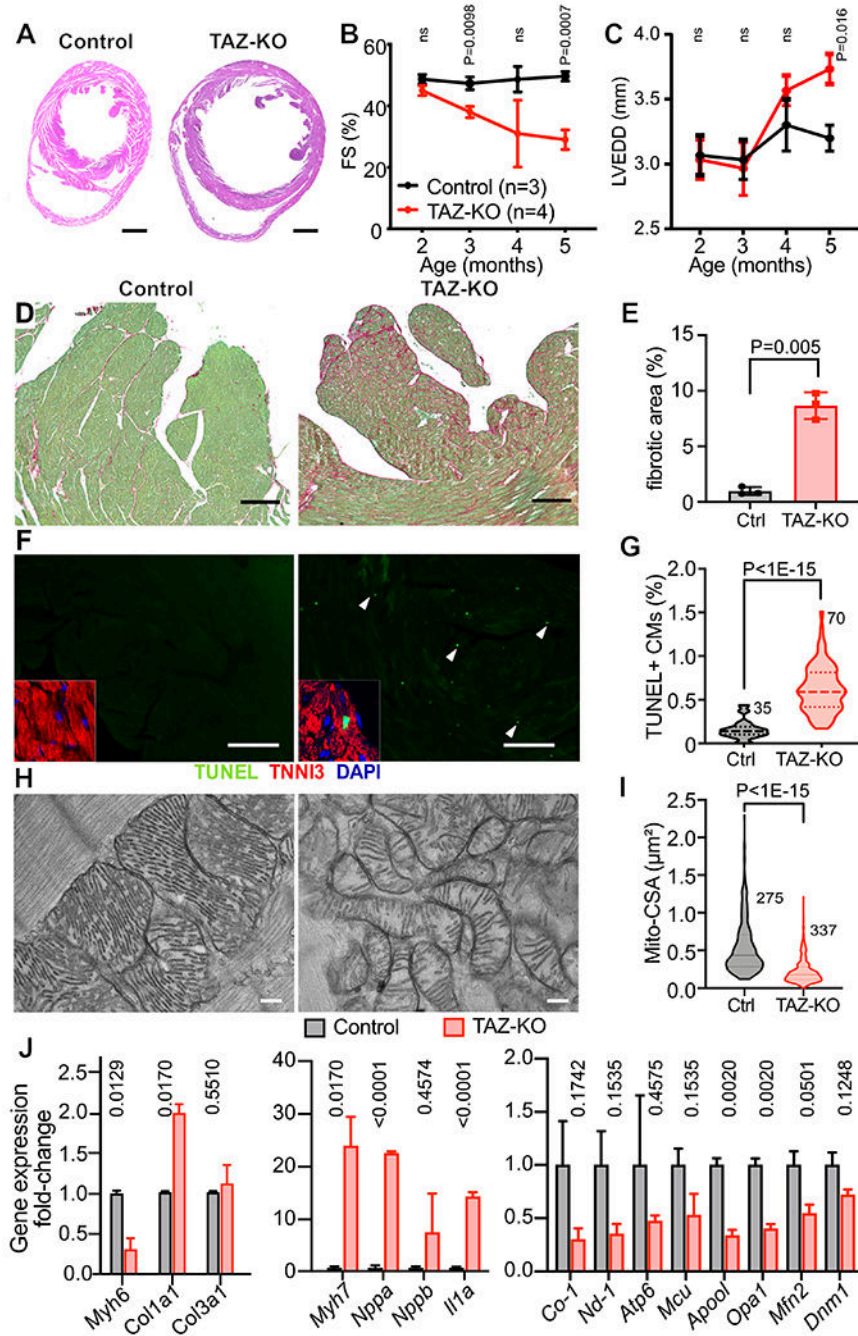 A
Control
TAZ-KO
B
60
40
20
0
FS (%)
ns
P=0.0098
ns
P=0.0007
Control (n=3)
TAZ-KO (n=4)
2 3 4 5
Age (months)
C
4.0
3.5
3.0
2.5
LVEDD (mm)
ns
ns
ns
P=0.016
2 3 4 5
Age (months)
D
Control
TAZ-KO
E
15
10
5
0
fibrotic area (%)
P=0.005
Ctrl TAZ-KO
F
TUNEL TNNI3 DAPI
G
P<1E-15
2.0
1.5
1.0
0.5
0.0
TUNEL+ CMs (%)
35
70
Ctrl TAZ-KO
H
I
P<1E-15
2.5
2.0
1.5
1.0
0.5
0.0
Mito-CSA (µm²)
275
337
Ctrl TAZ-KO
Control TAZ-KO
J
Gene expression
fold-change
2.5
2.0
1.5
1.0
0.5
0.0
0.0129
0.0170
0.5510
Myh6
Col1a1
Col3a1
40
30
20
10
0
0.0170
<0.0001
0.4574
<0.0001
Myh7
Nppa
Nppb
Il1a
2.0
1.5
1.0
0.5
0.0
0.1742
0.1535
0.4575
0.1535
0.0020
0.0020
0.0501
0.1248
Co-1
Nd-1
Atp6
Mcu
Apool
Opa1
Mfn2
Dnm1